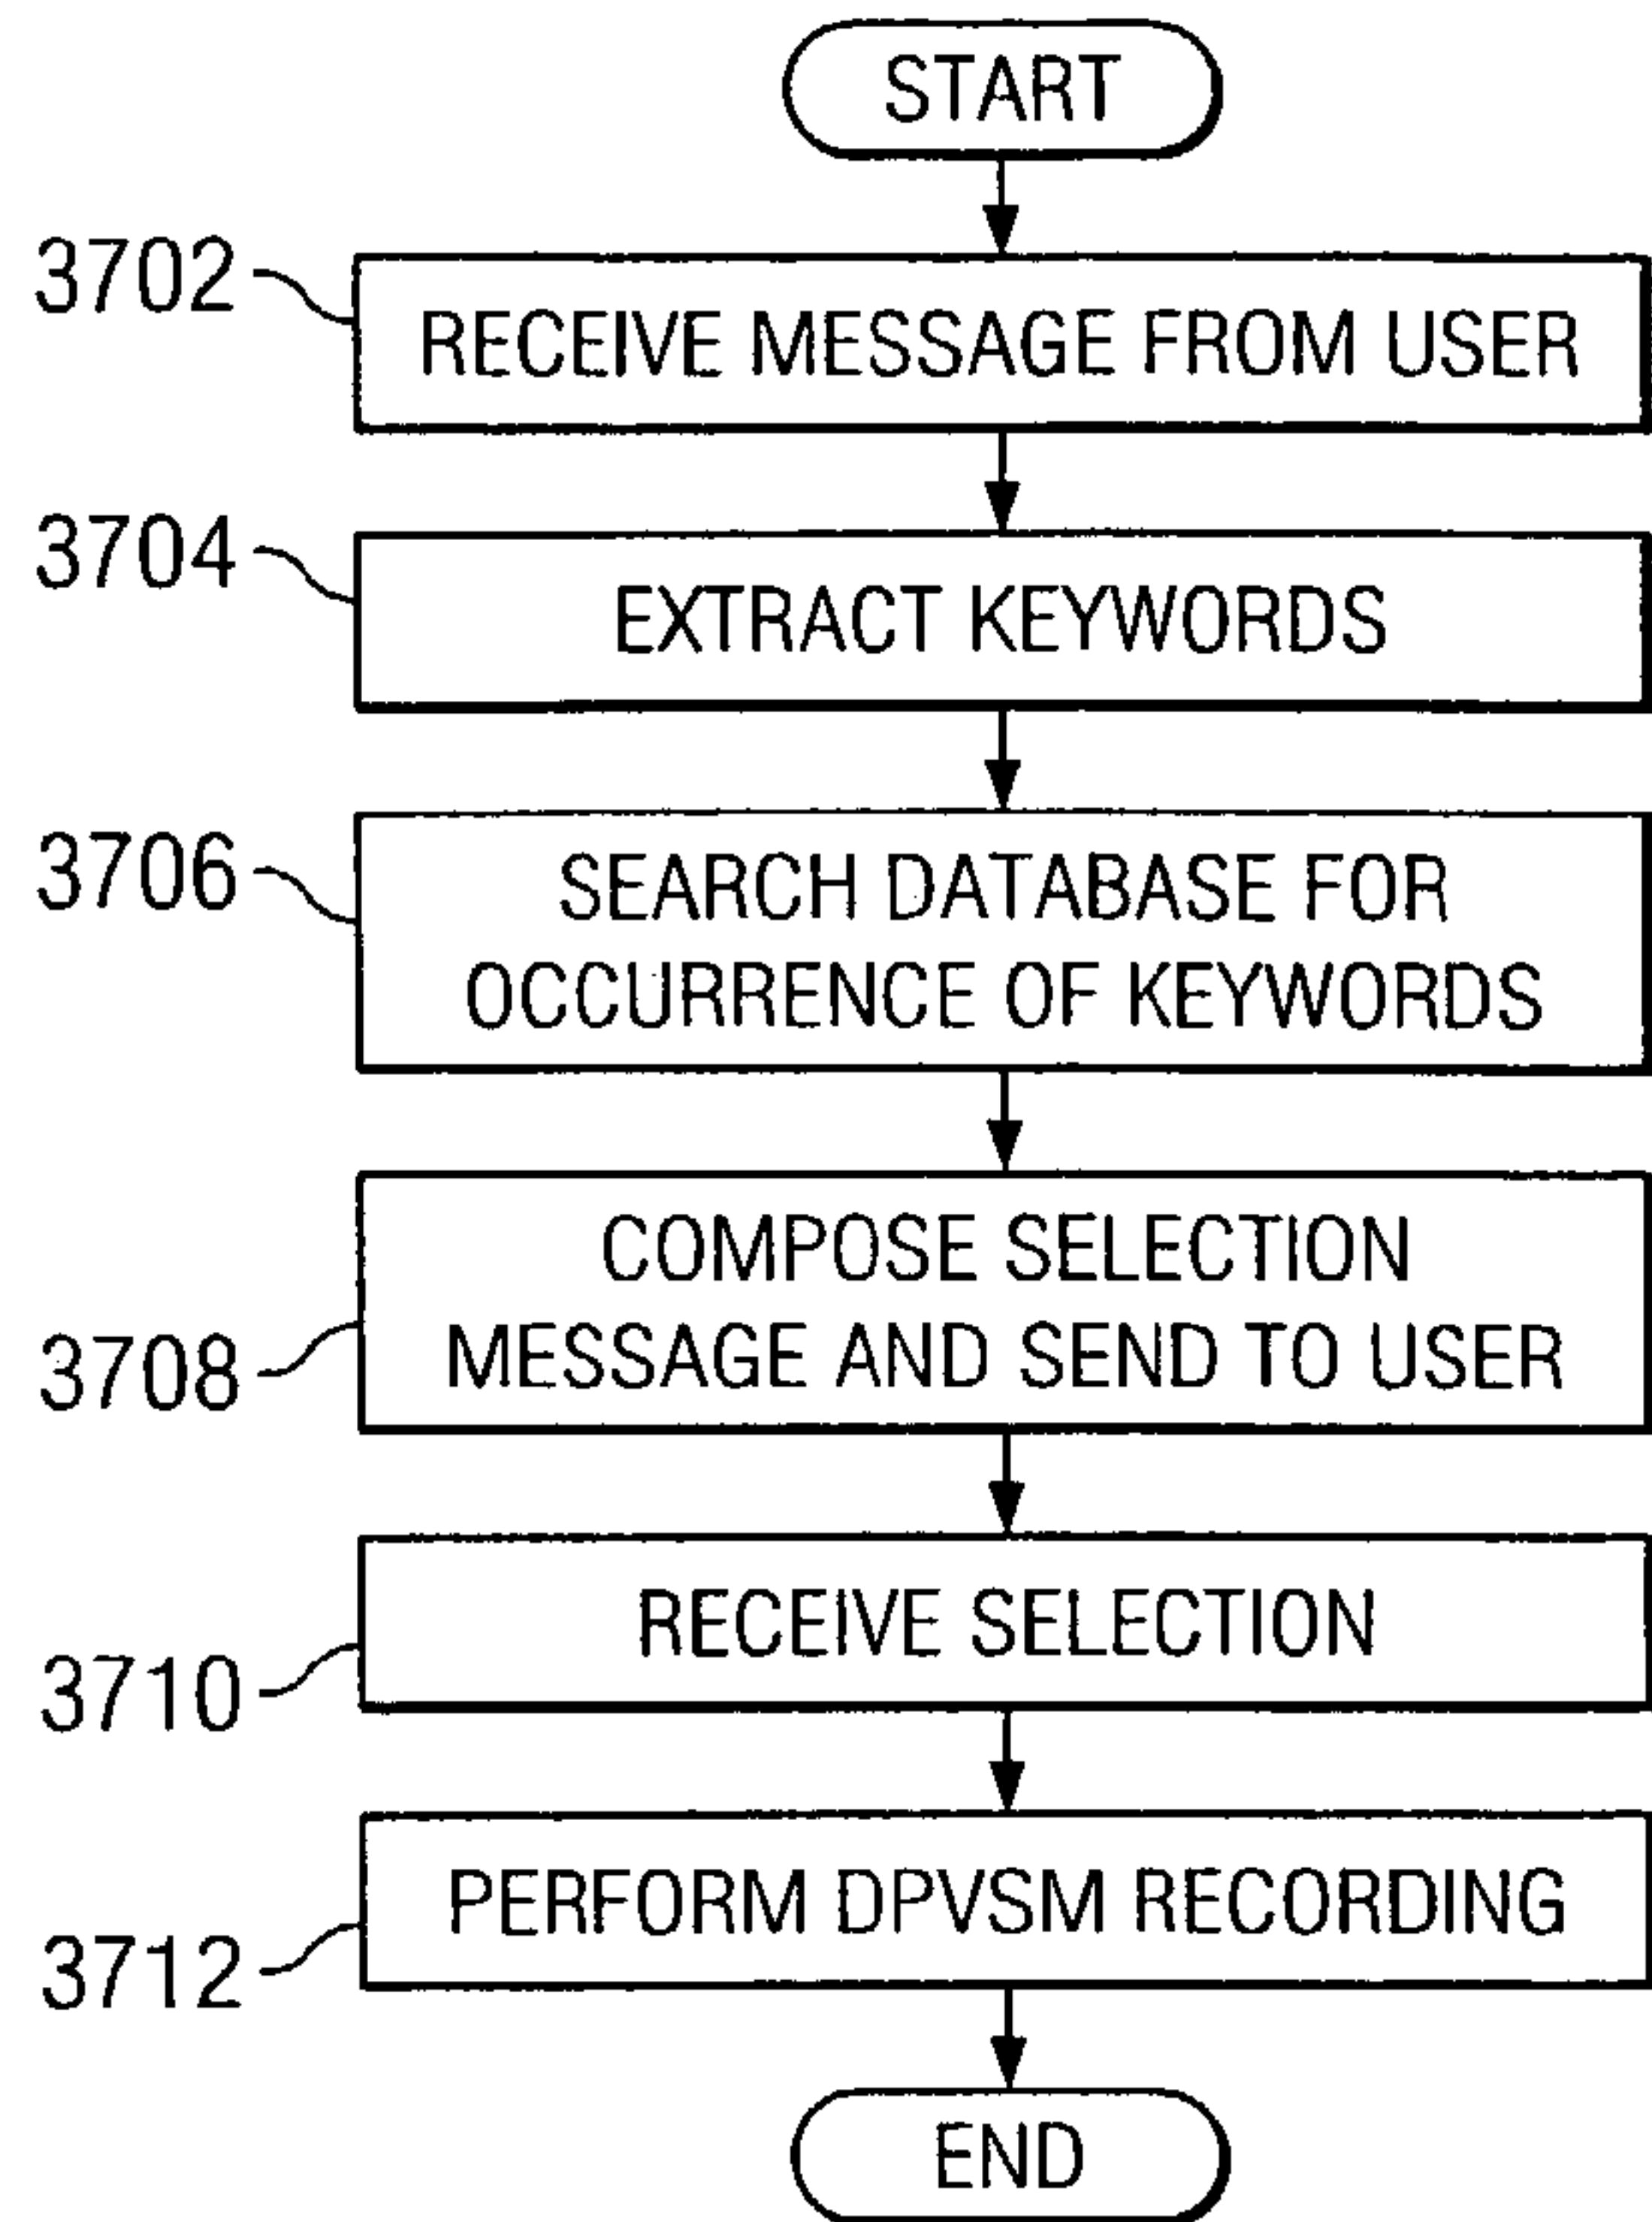 START
3702
RECEIVE MESSAGE FROM USER
3704
EXTRACT KEYWORDS
3706
SEARCH DATABASE FOR
OCCURRENCE OF KEYWORDS
3708
COMPOSE SELECTION
MESSAGE AND SEND TO USER
3710
RECEIVE SELECTION
3712
PERFORM DPVSM RECORDING
END